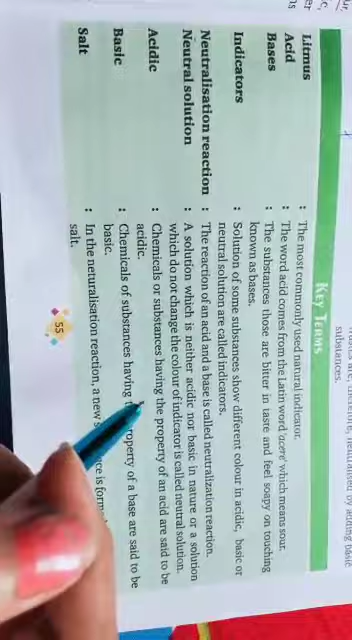 substances.
KEY TERMS
Litmus : The most commonly used natural indicator.
Acid : The word acid comes from the Latin word 'acere' which means sour.
Bases : The substances those are bitter in taste and feel soapy on touching
known as bases.
Indicators : Solution of some substances show different colour in acidic, basic or
neutral solution are called indicators.
Neutralisation reaction : The reaction of an acid and a base is called neutralization reaction.
Neutral solution : A solution which is neither acidic nor basic in nature or a solution
which do not change the colour of indicator is called neutral solution.
Acidic : Chemicals or substances having the property of an acid are said to be
acidic.
Basic : Chemicals of substances having property of a base are said to be
basic.
Salt : In the neturalisation reaction, a new is
salt.
55